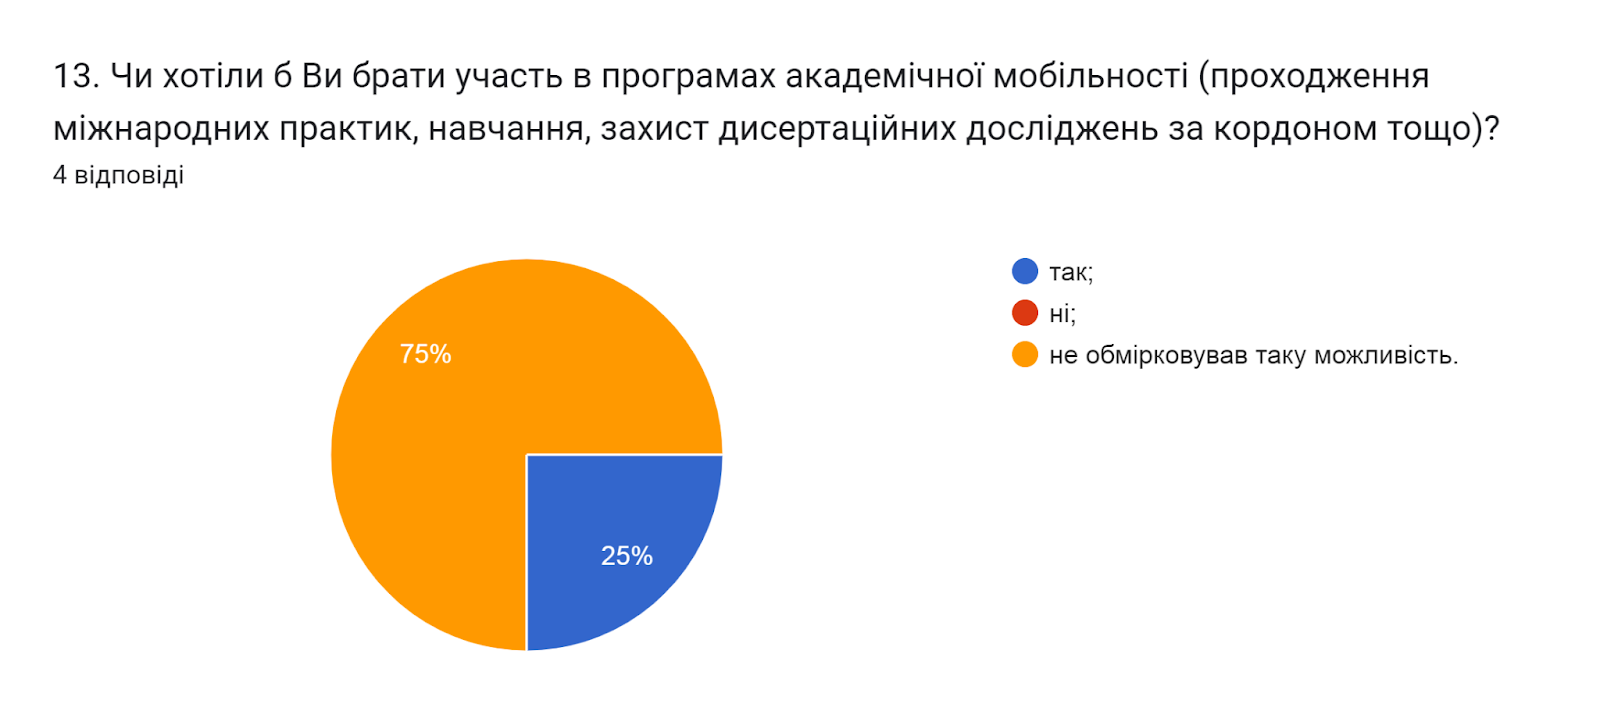 13. Чи хотіли б Ви брати участь в програмах академічної мобільності (проходження
міжнародних практик, навчання, захист дисертаційних досліджень за кордоном тощо)?
4 відповіді
так;
ні;
не обмірковував таку можливість.
75%
25%